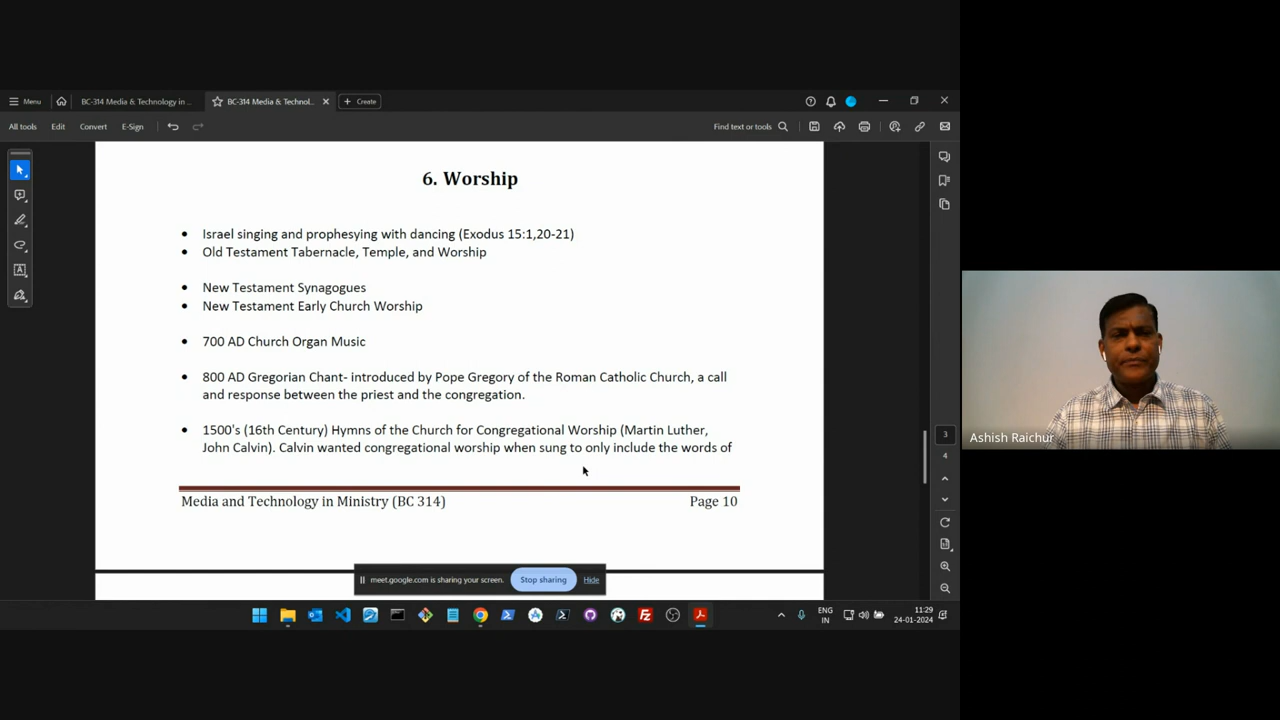 Menu
BC-314 Media & Technology in ...
BC-314 Media & Technol...
Create
All tools
Edit
Convert
E-Sign
Find text or tools
6. Worship
• Israel singing and prophesying with dancing (Exodus 15:1,20-21)
• Old Testament Tabernacle, Temple, and Worship
• New Testament Synagogues
• New Testament Early Church Worship
• 700 AD Church Organ Music
• 800 AD Gregorian Chant- introduced by Pope Gregory of the Roman Catholic Church, a call
and response between the priest and the congregation.
• 1500's (16th Century) Hymns of the Church for Congregational Worship (Martin Luther,
John Calvin). Calvin wanted congregational worship when sung to only include the words of
Media and Technology in Ministry (BC 314)
Page 10
3
4
Ashish Raichur
meet.google.com is sharing your screen.
Stop sharing
Hide
ENG
IN
11:29
24-01-2024